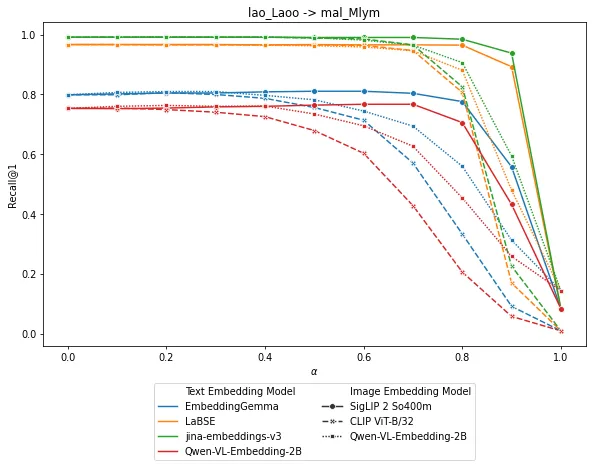 lao_Laoo -> mal_Mlym
Recall@1
1.0
0.8
0.6
0.4
0.2
0.0
0.0 0.2 0.4 0.6 0.8 1.0
α
Text Embedding Model
EmbeddingGemma
LaBSE
jina-embeddings-v3
Qwen-VL-Embedding-2B
Image Embedding Model
SigLIP 2 So400m
CLIP ViT-B/32
Qwen-VL-Embedding-2B